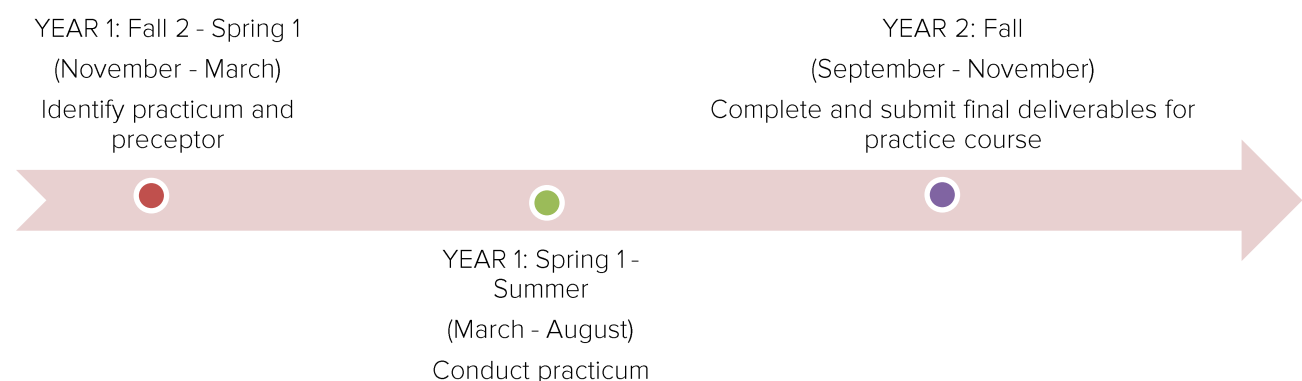 YEAR 1: Fall 2 - Spring 1
(November - March)
Identify practicum and
preceptor
YEAR 1: Spring 1 -
Summer
(March - August)
Conduct practicum
YEAR 2: Fall
(September - November)
Complete and submit final deliverables for
practice course